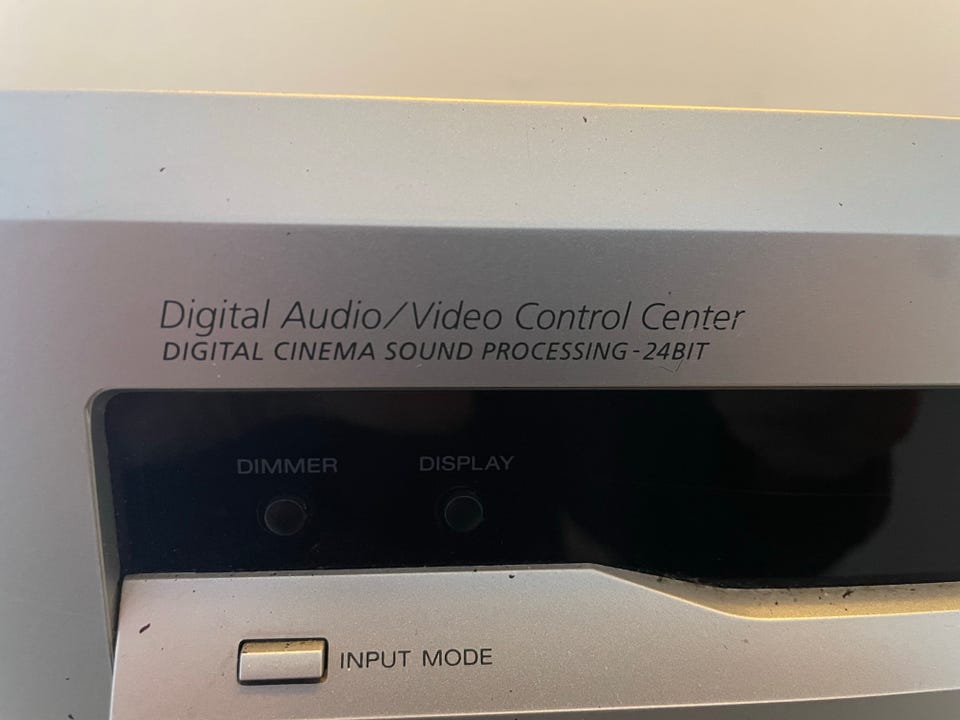 Digital Audio/Video Control Center
DIGITAL CINEMA SOUND PROCESSING-24BIT
DIMMER DISPLAY
INPUT MODE